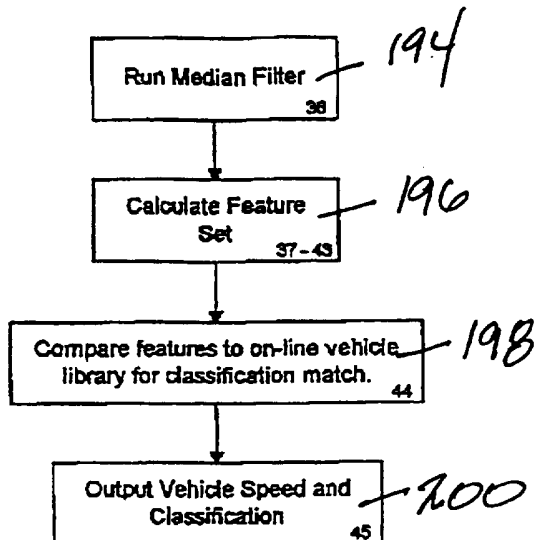 Run Median Filter
36
194
Calculate Feature
Set
37-43
196
Compare features to on-line vehicle
library for classification match.
44
198
Output Vehicle Speed and
Classification
45
200